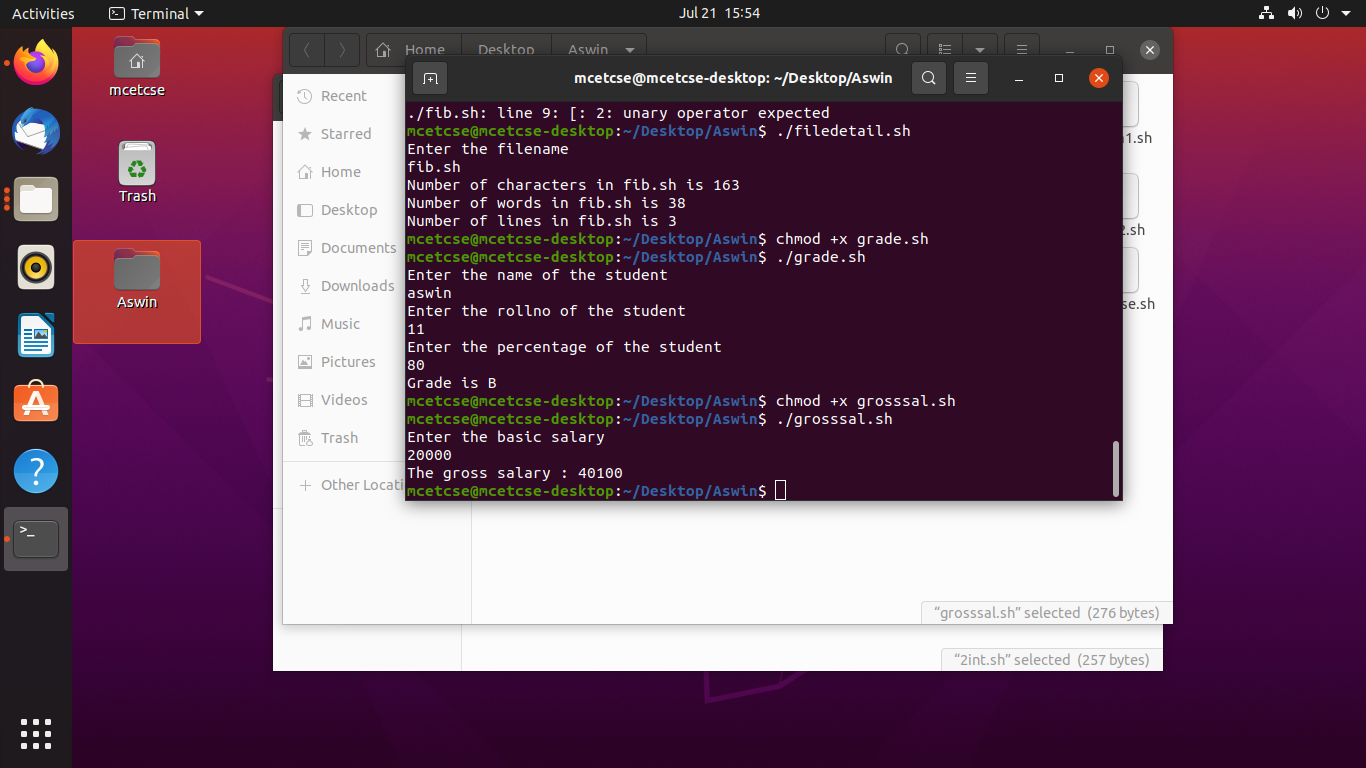 Activities
Terminal
Jul 21 15:54
mcetcse
Trash
Aswin
Home
Desktop
Aswin
Recent
Starred
Home
Desktop
Documents
Downloads
Music
Pictures
Videos
Trash
mcetcse@mcetcse-desktop: ~/Desktop/Aswin
./fib.sh: line 9: [: 2: unary operator expected
mcetcse@mcetcse-desktop:~/Desktop/Aswin$ ./filedetail.sh
Enter the filename
fib.sh
Number of characters in fib.sh is 163
Number of words in fib.sh is 38
Number of lines in fib.sh is 3
mcetcse@mcetcse-desktop:~/Desktop/Aswin$ chmod +x grade.sh
mcetcse@mcetcse-desktop:~/Desktop/Aswin$ ./grade.sh
Enter the name of the student
aswin
Enter the rollno of the student
11
Enter the percentage of the student
80
Grade is B
mcetcse@mcetcse-desktop:~/Desktop/Aswin$ chmod +x grosssal.sh
mcetcse@mcetcse-desktop:~/Desktop/Aswin$ ./grosssal.sh
Enter the basic salary
20000
The gross salary : 40100
mcetcse@mcetcse-desktop:~/Desktop/Aswin$
Other Locati
1.sh
2.sh
se.sh
“grosssal.sh” selected (276 bytes)
“2int.sh” selected (257 bytes)